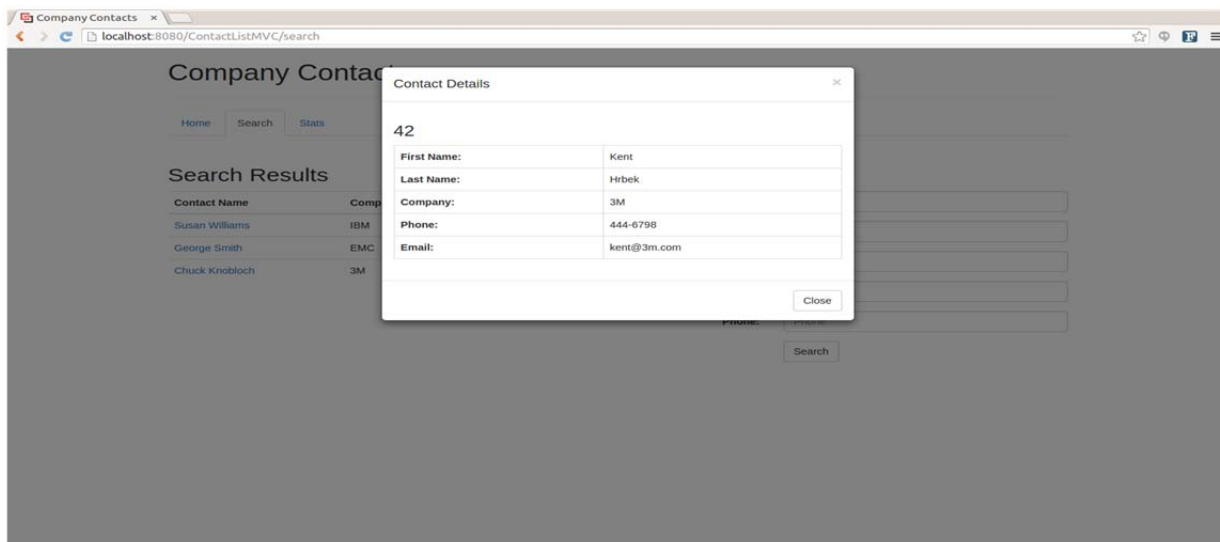 Company Contacts ×
localhost:8080/ContactListMVC/search
Company Contac
Home Search Stats
Search Results
Contact Name Comp
Susan Williams IBM
George Smith EMC
Chuck Knobloch 3M
Contact Details ×
42
First Name: Kent
Last Name: Hrbek
Company: 3M
Phone: 444-6798
Email: kent@3m.com
Close
Phone: Phone
Search